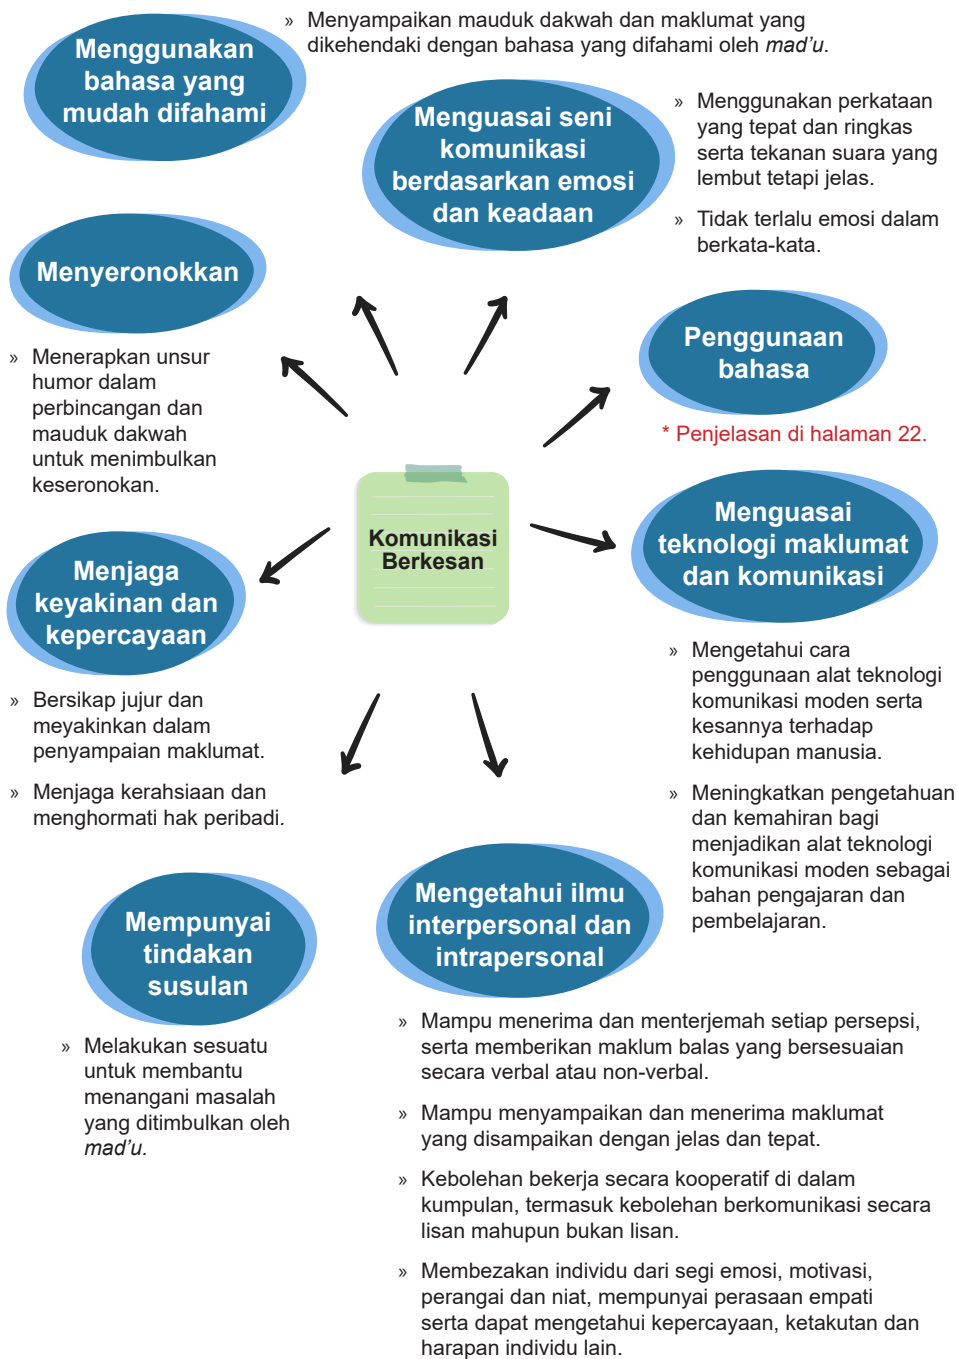 Menggunakan
bahasa yang
mudah difahami
» Menyampaikan mauduk dakwah dan maklumat yang
dikehendaki dengan bahasa yang difahami oleh mad’u.
Menguasai seni
komunikasi
berdasarkan emosi
dan keadaan
» Menggunakan perkataan
yang tepat dan ringkas
serta tekanan suara yang
lembut tetapi jelas.
» Tidak terlalu emosi dalam
berkata-kata.
Menyeronokkan
» Menerapkan unsur
humor dalam
perbincangan dan
mauduk dakwah
untuk menimbulkan
keseronokan.
Penggunaan
bahasa
* Penjelasan di halaman 22.
Komunikasi
Berkesan
Menguasai
teknologi maklumat
dan komunikasi
» Mengetahui cara
penggunaan alat teknologi
komunikasi moden serta
kesannya terhadap
kehidupan manusia.
» Meningkatkan pengetahuan
dan kemahiran bagi
menjadikan alat teknologi
komunikasi moden sebagai
bahan pengajaran dan
pembelajaran.
Menjaga
keyakinan dan
kepercayaan
» Bersikap jujur dan
meyakinkan dalam
penyampaian maklumat.
» Menjaga kerahsiaan dan
menghormati hak peribadi.
Mempunyai
tindakan
susulan
» Melakukan sesuatu
untuk membantu
menangani masalah
yang ditimbulkan oleh
mad’u.
Mengetahui ilmu
interpersonal dan
intrapersonal
» Mampu menerima dan menterjemah setiap persepsi,
serta memberikan maklum balas yang bersesuaian
secara verbal atau non-verbal.
» Mampu menyampaikan dan menerima maklumat
yang disampaikan dengan jelas dan tepat.
» Kebolehan bekerja secara kooperatif di dalam
kumpulan, termasuk kebolehan berkomunikasi secara
lisan mahupun bukan lisan.
» Membezakan individu dari segi emosi, motivasi,
perangai dan niat, mempunyai perasaan empati
serta dapat mengetahui kepercayaan, ketakutan dan
harapan individu lain.